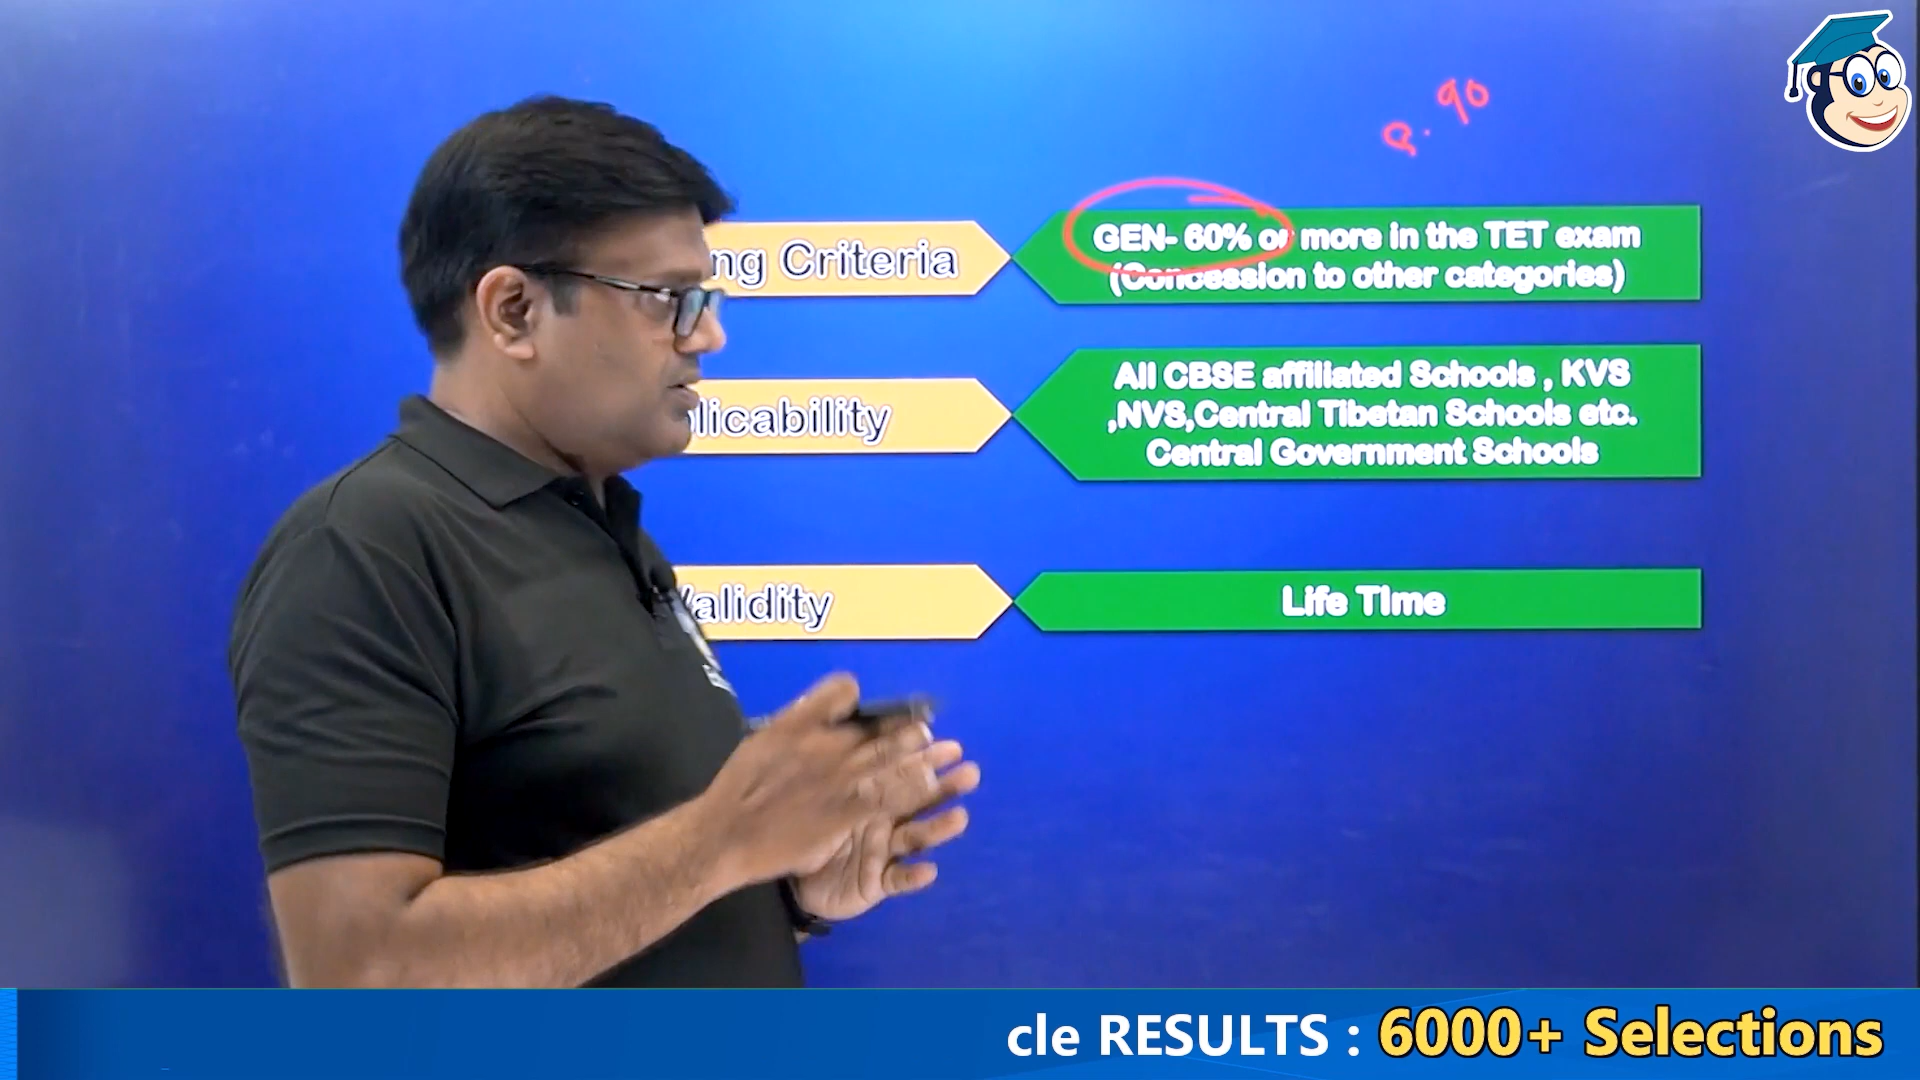 P. 90
ng Criteria
GEN- 60% or more in the TET exam
(Concession to other categories)
licability
All CBSE affiliated Schools , KVS
,NVS,Central Tibetan Schools etc.
Central Government Schools
Validity
Life TIme
cle RESULTS : 6000+ Selections